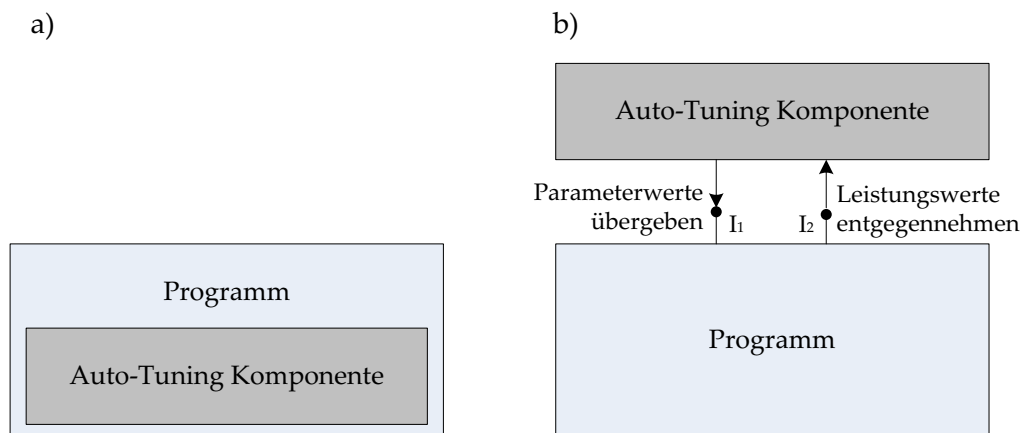 a)
Programm
Auto-Tuning Komponente
b)
Auto-Tuning Komponente
Parameterwerte
übergeben
I1
I2
Leistungswerte
entgegennehmen
Programm